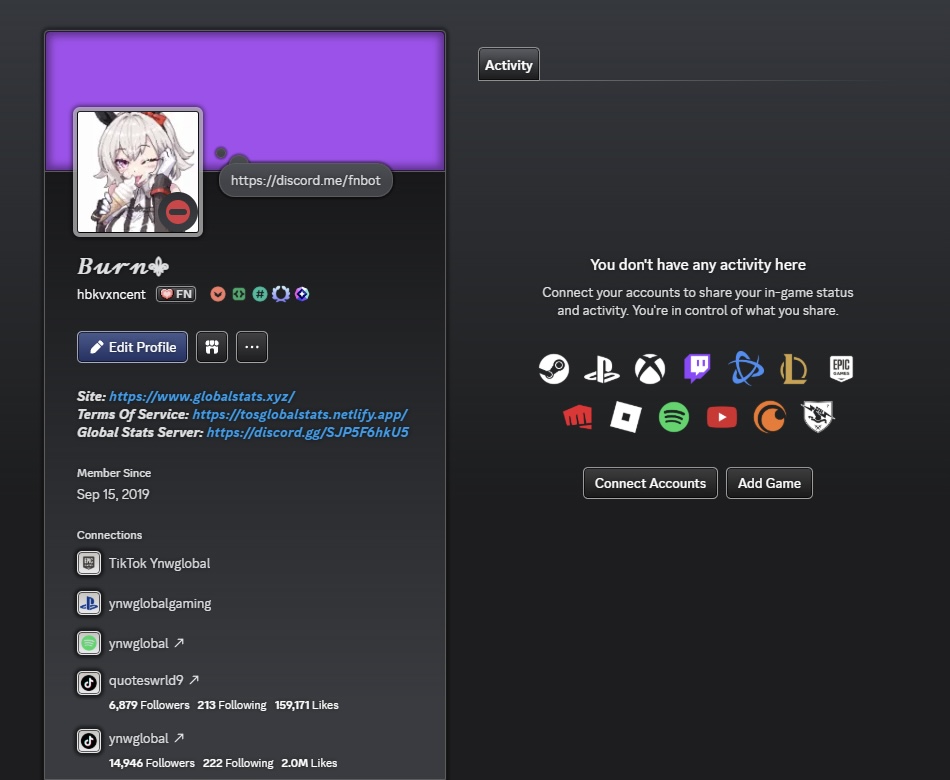 Activity
https://discord.me/fnbot
𝑩𝒖𝒓𝒏⚜
hbkvxncent FN #
Edit Profile
Site: https://www.globalstats.xyz/
Terms Of Service: https://tosglobalstats.netlify.app/
Global Stats Server: https://discord.gg/SJP5F6hkU5
Member Since
Sep 15, 2019
Connections
EPIC GAMES TikTok Ynwglobal
ynwglobalgaming
ynwglobal ↗
quoteswrld9 ↗
6,879 Followers 213 Following 159,171 Likes
ynwglobal ↗
14,946 Followers 222 Following 2.0M Likes
You don't have any activity here
Connect your accounts to share your in-game status
and activity. You're in control of what you share.
EPIC
GAMES
Connect Accounts Add Game